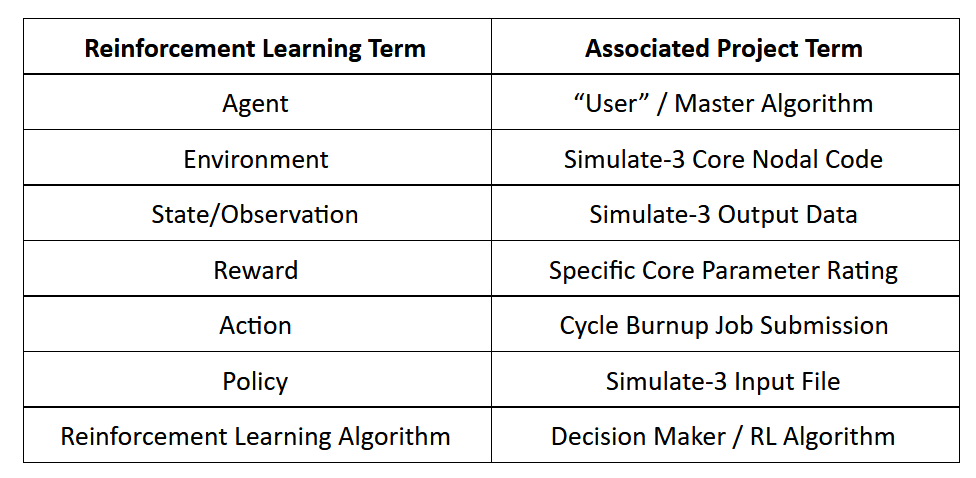 Reinforcement Learning Term Associated Project Term
Agent “User” / Master Algorithm
Environment Simulate-3 Core Nodal Code
State/Observation Simulate-3 Output Data
Reward Specific Core Parameter Rating
Action Cycle Burnup Job Submission
Policy Simulate-3 Input File
Reinforcement Learning Algorithm Decision Maker / RL Algorithm